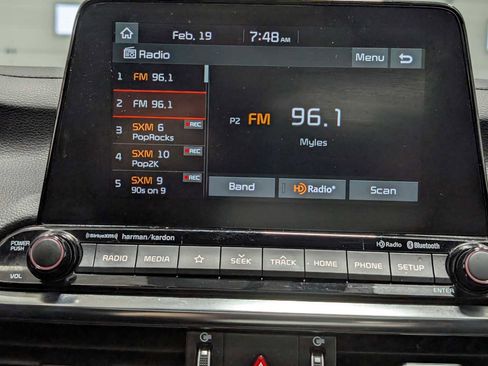 Feb. 19 7:48 AM
Radio Menu
1 FM 96.1
2 FM 96.1
3 SXM 6 REC
PopRocks
4 SXM 10 REC
Pop2K
5 SXM 9 REC
90s on 9
P2 FM 96.1
Myles
Band HD Radio® Scan
((SiriusXM)) harman/kardon HD Radio Bluetooth
POWER
PUSH
VOL
RADIO MEDIA SEEK TRACK HOME PHONE SETUP
ENTER